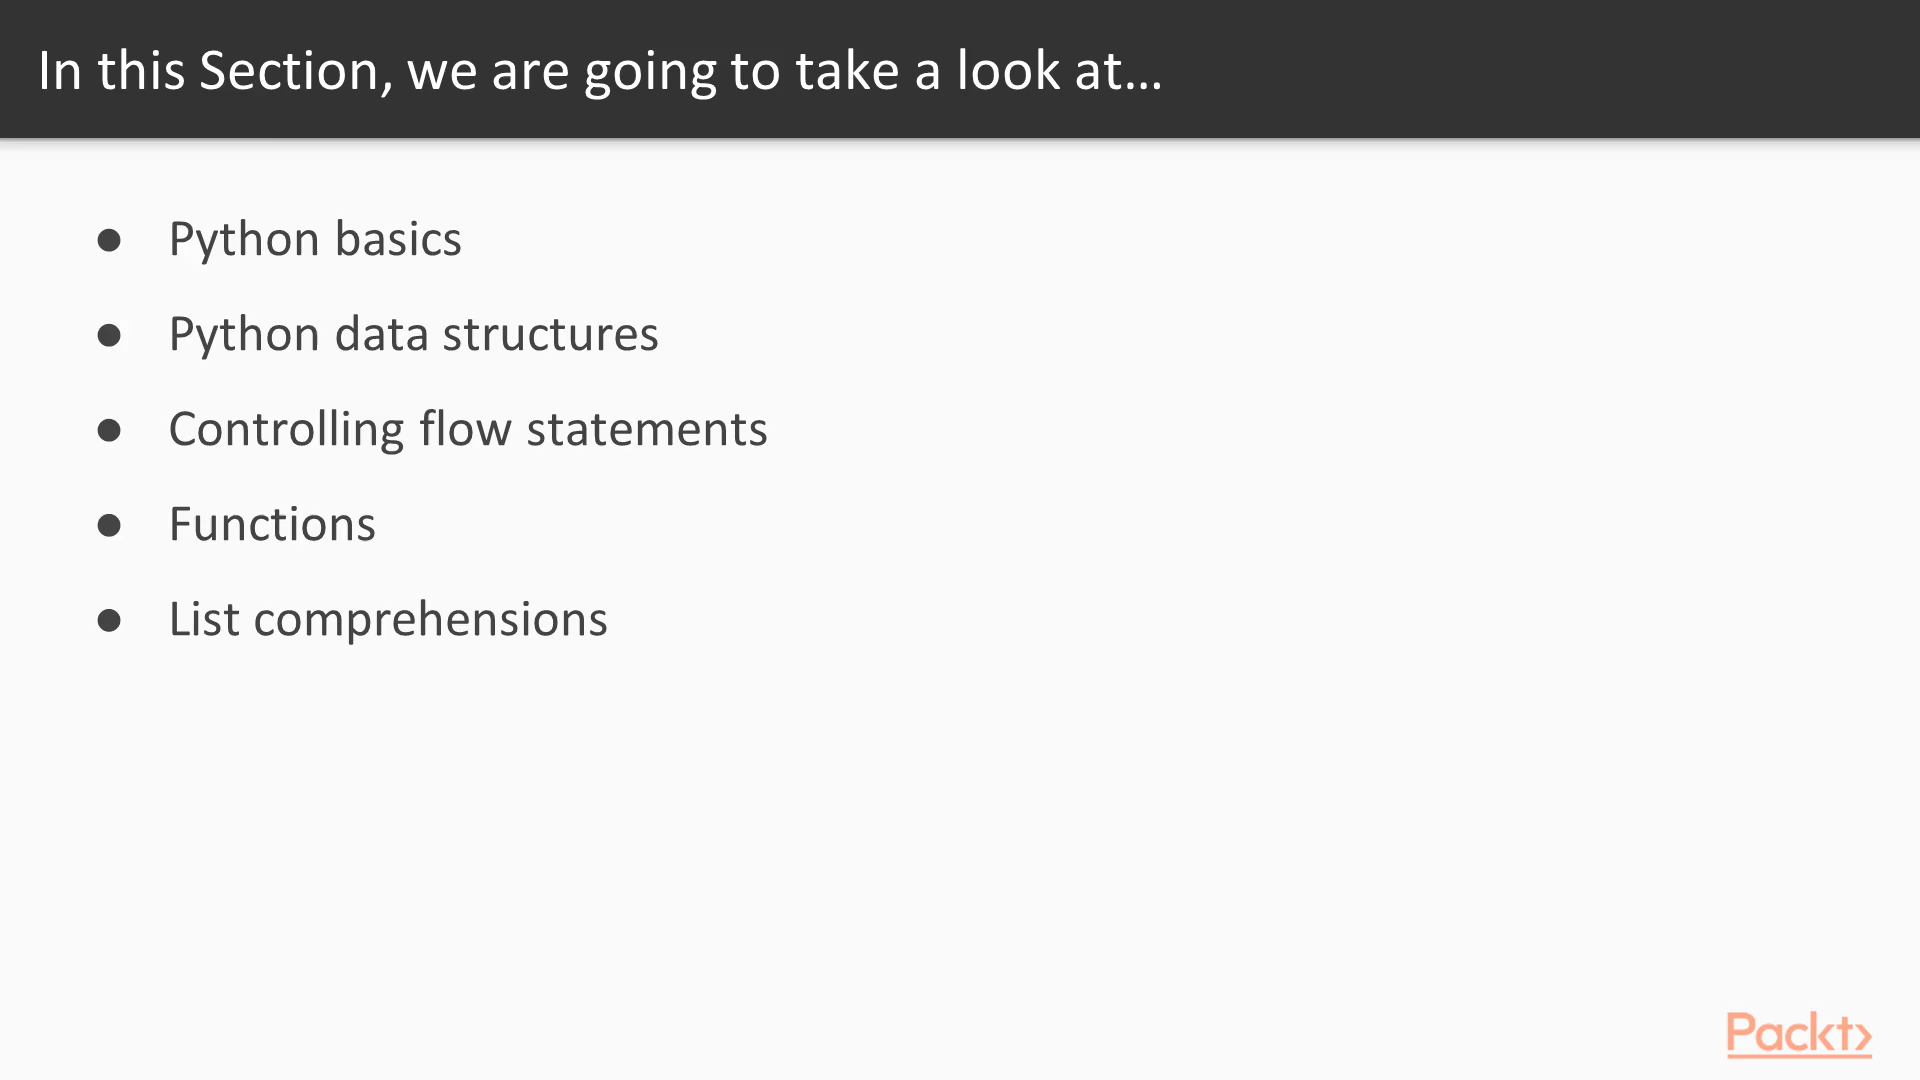 In this Section, we are going to take a look at...
● Python basics
● Python data structures
● Controlling flow statements
● Functions
● List comprehensions
Packt>